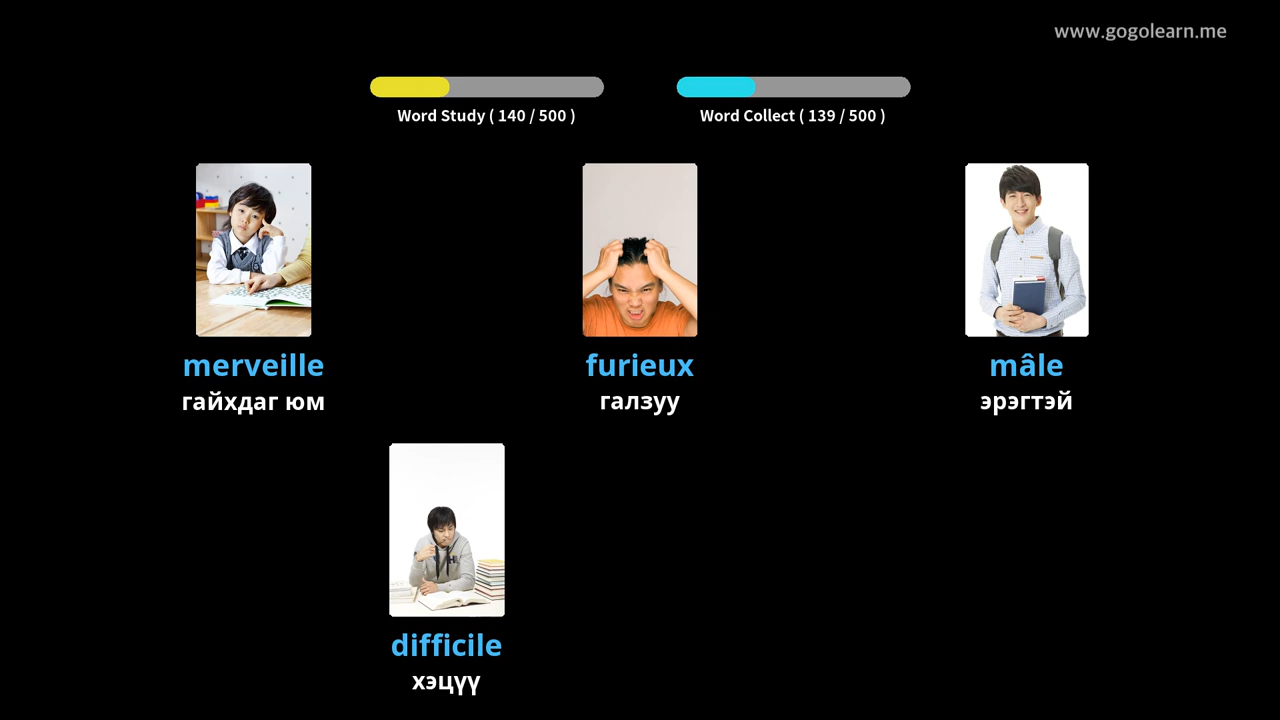 www.gogolearn.me
Word Study ( 140 / 500 )
Word Collect ( 139 / 500 )
merveille
гайхдаг юм
furieux
галзуу
mâle
эрэгтэй
difficile
хэцүү